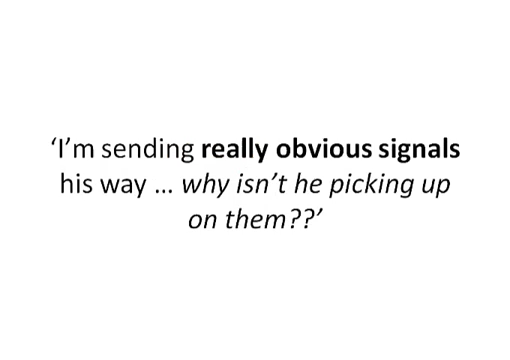 ‘I’m sending really obvious signals
his way ... why isn’t he picking up
on them??’